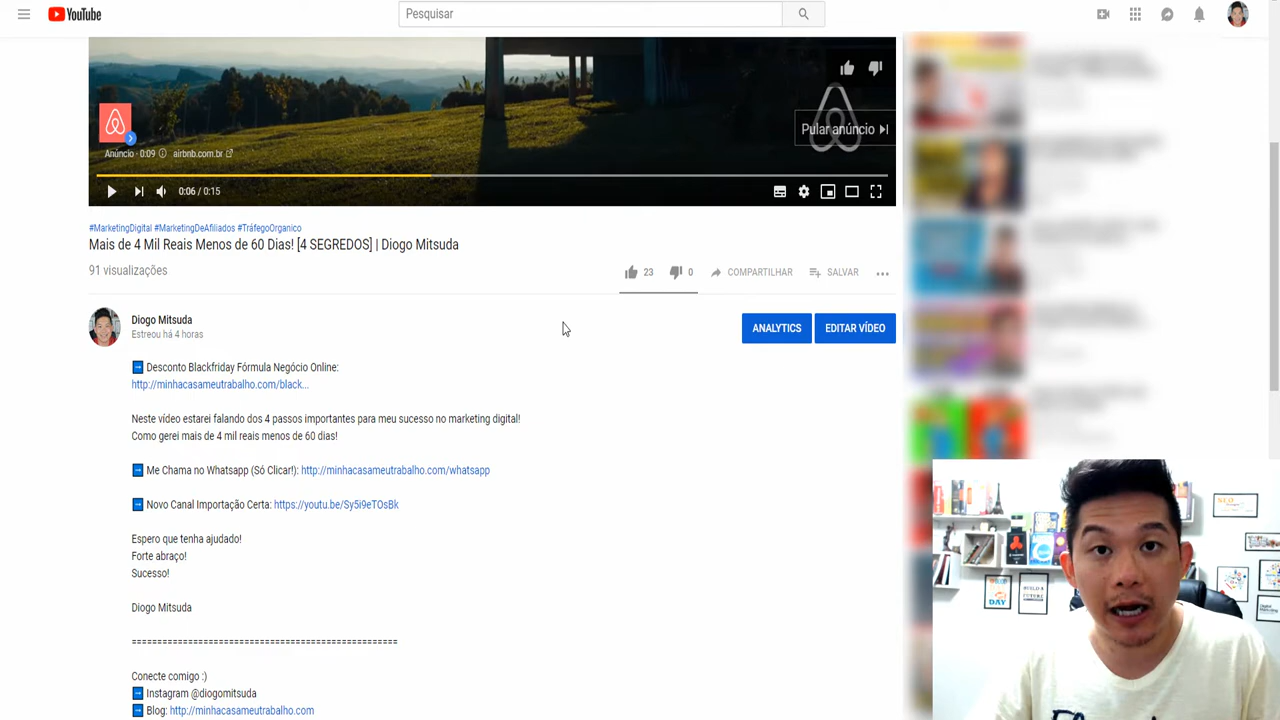 YouTube
Pesquisar
Pular anúncio
Anúncio · 0:09 airbnb.com.br
0:06 / 0:15
#MarketingDigital #MarketingDeAfiliados #TráfegoOrganico
Mais de 4 Mil Reais Menos de 60 Dias! [4 SEGREDOS] | Diogo Mitsuda
91 visualizações
23 0 COMPARTILHAR SALVAR
Diogo Mitsuda
Estreou há 4 horas
ANALYTICS EDITAR VÍDEO
Desconto Blackfriday Fórmula Negócio Online:
http://minhacasameutrabalho.com/black...
Neste vídeo estarei falando dos 4 passos importantes para meu sucesso no marketing digital!
Como gerei mais de 4 mil reais menos de 60 dias!
Me Chama no Whatsapp (Só Clicar!): http://minhacasameutrabalho.com/whatsapp
Novo Canal Importação Certa: https://youtu.be/Sy5i9eTOsBk
Espero que tenha ajudado!
Forte abraço!
Sucesso!
Diogo Mitsuda
==================================================
Conecte comigo :)
Instagram @diogomitsuda
Blog: http://minhacasameutrabalho.com
DAY
BUILD A